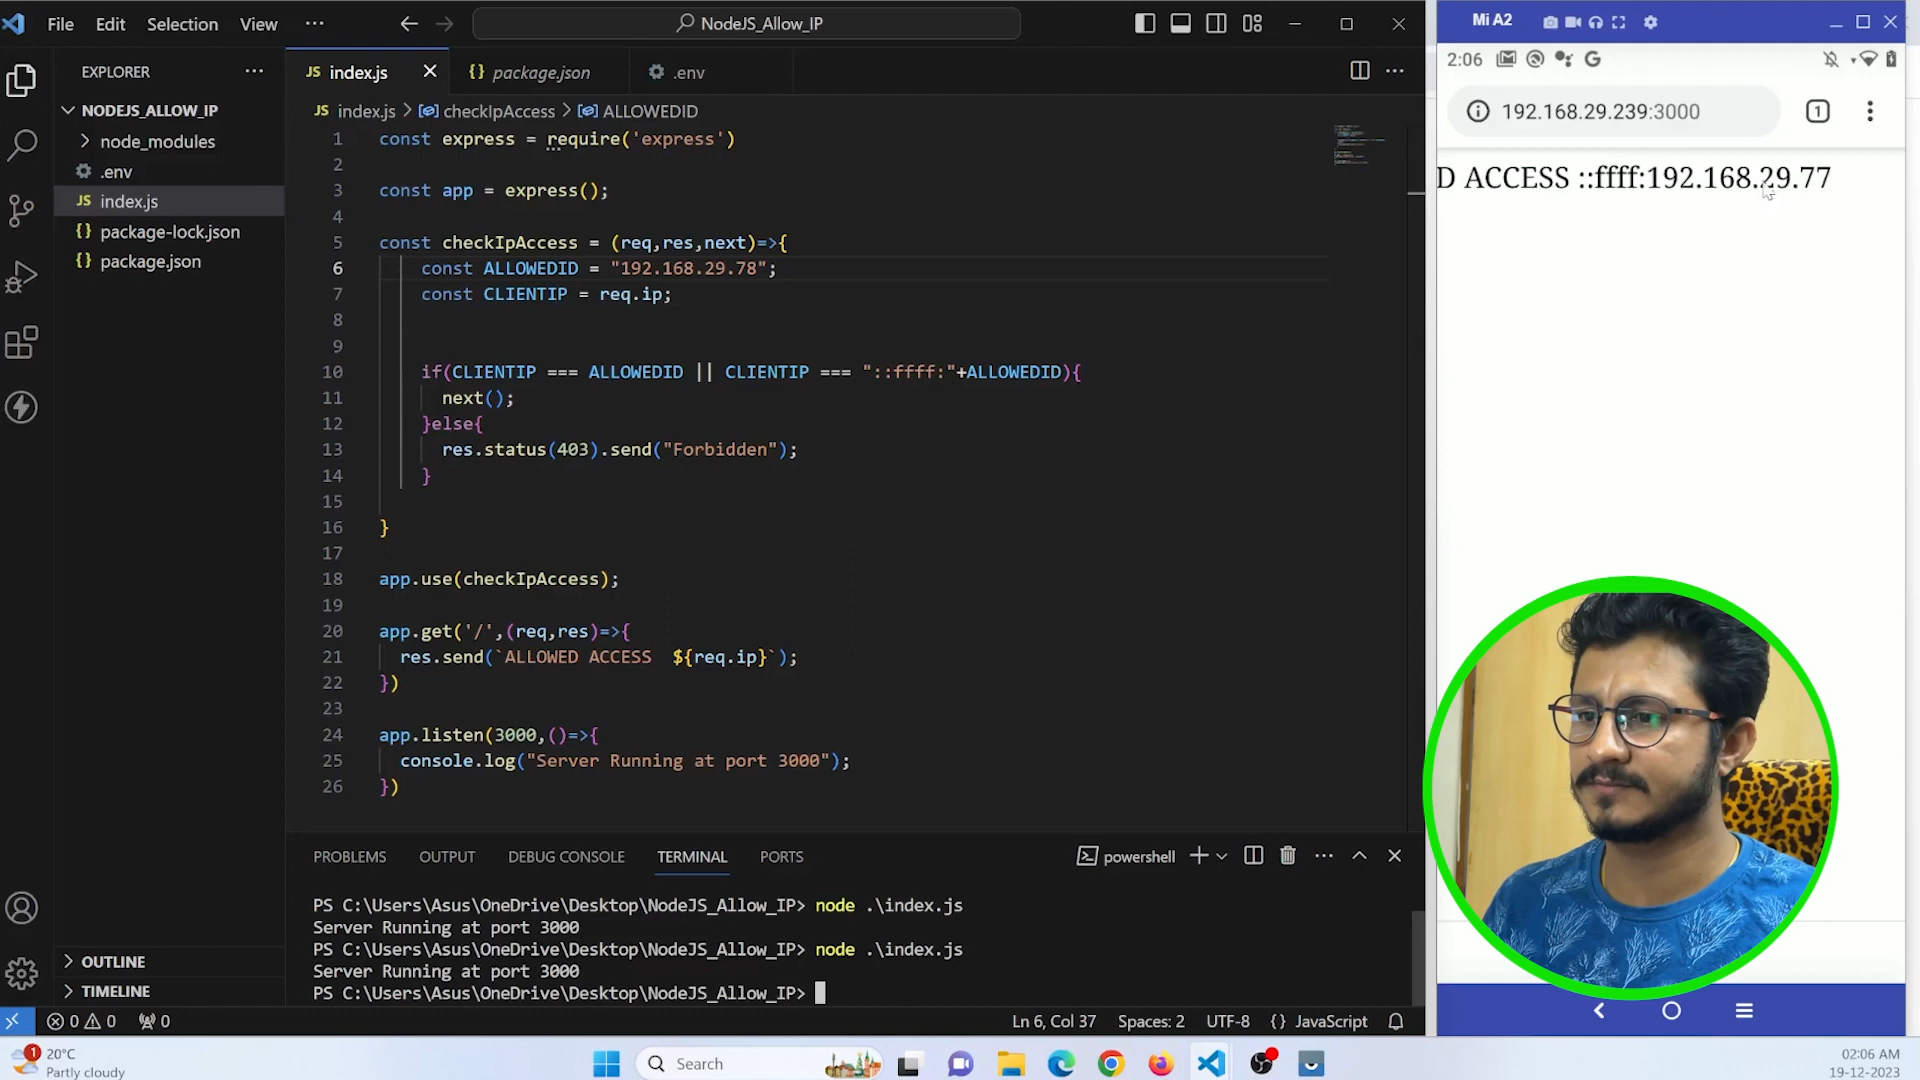 File Edit Selection View ···
NodeJS_Allow_IP
EXPLORER ···
NODEJS_ALLOW_IP
node_modules
.env
JS index.js
{} package-lock.json
{} package.json
OUTLINE
TIMELINE
JS index.js
{} package.json
.env
JS index.js > checkIpAccess > ALLOWEDID
1 const express = require('express')
2
3 const app = express();
4
5 const checkIpAccess = (req,res,next)=>{
6 const ALLOWEDID = "192.168.29.78";
7 const CLIENTIP = req.ip;
8
9
10 if(CLIENTIP === ALLOWEDID || CLIENTIP === "::ffff:"+ALLOWEDID){
11 next();
12 }else{
13 res.status(403).send("Forbidden");
14 }
15
16 }
17
18 app.use(checkIpAccess);
19
20 app.get('/',(req,res)=>{
21 res.send(`ALLOWED ACCESS  ${req.ip}`);
22 })
23
24 app.listen(3000,()=>{
25 console.log("Server Running at port 3000");
26 })
PROBLEMS OUTPUT DEBUG CONSOLE TERMINAL PORTS
powershell
PS C:\Users\Asus\OneDrive\Desktop\NodeJS_Allow_IP> node .\index.js
Server Running at port 3000
PS C:\Users\Asus\OneDrive\Desktop\NodeJS_Allow_IP> node .\index.js
Server Running at port 3000
PS C:\Users\Asus\OneDrive\Desktop\NodeJS_Allow_IP>
0 0 0
Ln 6, Col 37 Spaces: 2 UTF-8 {} JavaScript
Mi A2
2:06
192.168.29.239:3000
1
D ACCESS ::ffff:192.168.29.77
1
20°C
Partly cloudy
Search
02:06 AM
19-12-2023